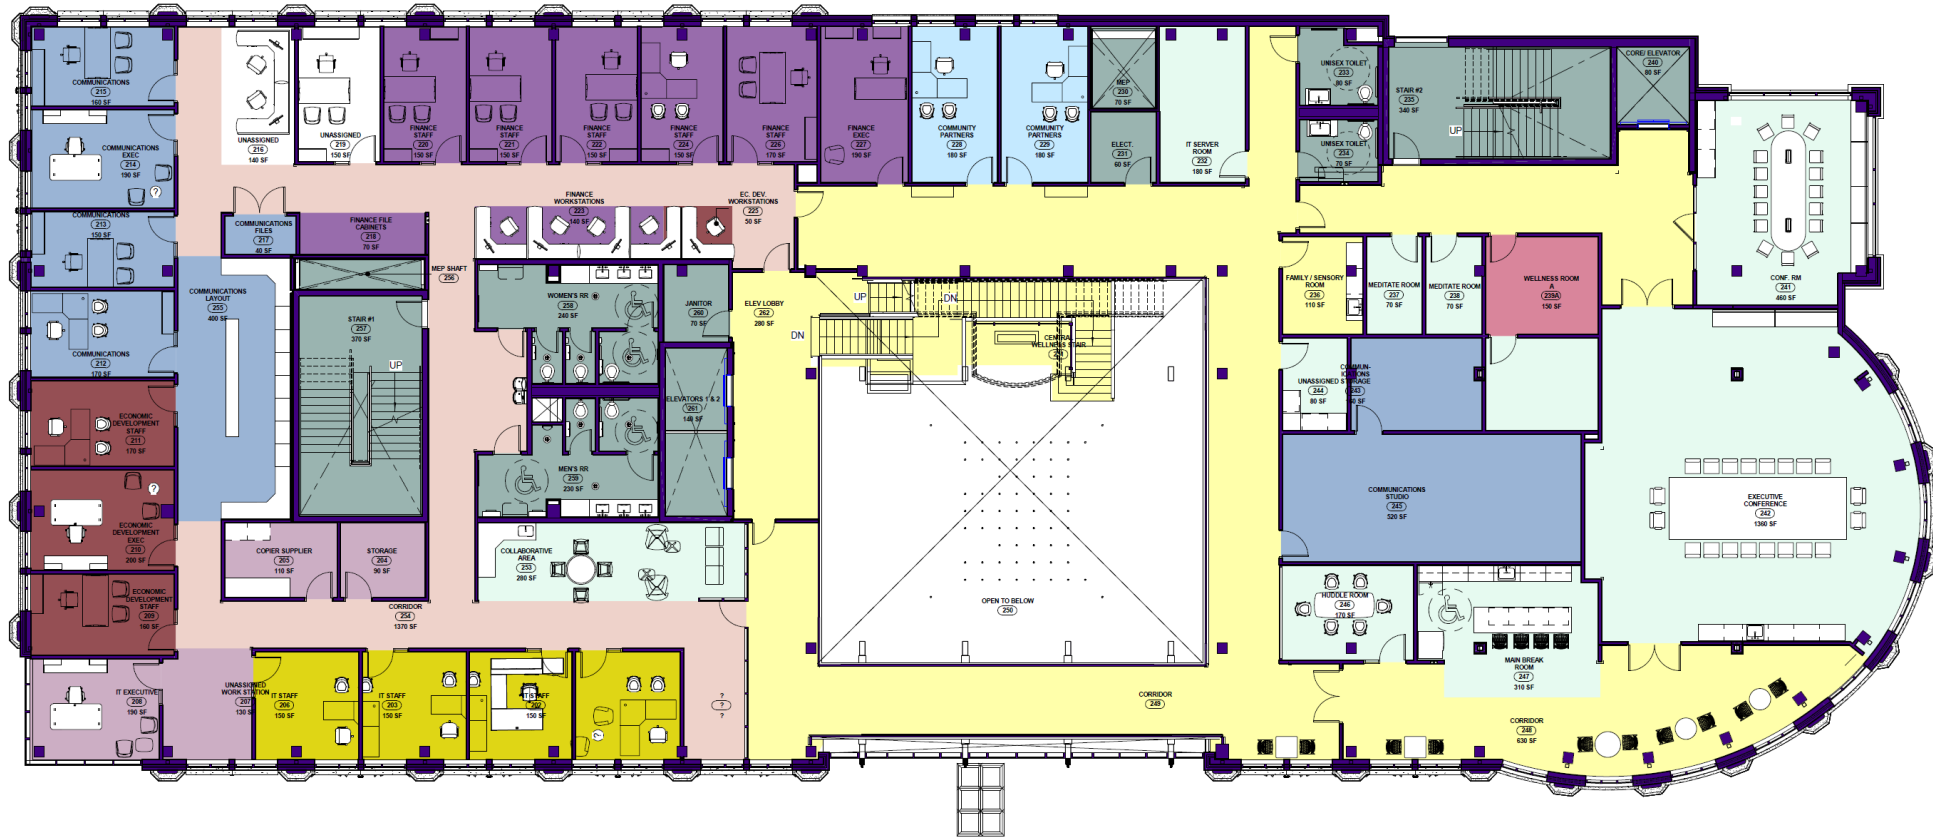 COMMUNICATIONS
215
160 SF
COMMUNICATIONS
EXEC
214
190 SF
?
COMMUNICATIONS
213
150 SF
COMMUNICATIONS
212
170 SF
ECONOMIC
DEVELOPMENT
STAFF
211
170 SF
?
ECONOMIC
DEVELOPMENT
EXEC
210
200 SF
ECONOMIC
DEVELOPMENT
STAFF
209
160 SF
IT EXECUTIVE
208
190 SF
UNASSIGNED
WORK STATION
207
130 SF
IT STAFF
206
150 SF
IT STAFF
203
150 SF
IT STAFF
202
150 SF
?
?
?
?
UNASSIGNED
216
140 SF
UNASSIGNED
219
150 SF
FINANCE
STAFF
220
150 SF
FINANCE
STAFF
221
150 SF
FINANCE
STAFF
222
150 SF
FINANCE
STAFF
224
150 SF
FINANCE
STAFF
226
170 SF
FINANCE
EXEC
227
190 SF
COMMUNITY
PARTNERS
228
180 SF
COMMUNITY
PARTNERS
229
180 SF
MEP
230
70 SF
ELECT.
231
60 SF
IT SERVER
ROOM
232
180 SF
UNISEX TOILET
233
80 SF
UNISEX TOILET
234
70 SF
STAIR #2
235
340 SF
UP
CORE/ ELEVATOR
240
80 SF
COMMUNICATIONS
FILES
217
40 SF
FINANCE FILE
CABINETS
218
70 SF
FINANCE
WORKSTATIONS
223
140 SF
EC. DEV.
WORKSTATIONS
225
50 SF
MEP SHAFT
256
COMMUNICATIONS
LAYOUT
255
400 SF
STAIR #1
257
370 SF
UP
WOMEN'S RR
258
240 SF
JANITOR
260
70 SF
ELEV LOBBY
262
280 SF
ELEVATORS 1 & 2
261
140 SF
MEN'S RR
259
230 SF
UP
DN
DN
CENTRAL
WELLNESS STAIR
OPEN TO BELOW
250
FAMILY / SENSORY
ROOM
236
110 SF
MEDITATE ROOM
237
70 SF
MEDITATE ROOM
238
70 SF
WELLNESS ROOM
A
239A
150 SF
CONF. RM
241
460 SF
UNASSIGNED
244
80 SF
COMMUN-
ICATIONS
STORAGE
243
COMMUNICATIONS
STUDIO
245
520 SF
EXECUTIVE
CONFERENCE
242
1360 SF
COPIER SUPPLIER
205
110 SF
STORAGE
204
90 SF
COLLABORATIVE
AREA
253
280 SF
CORRIDOR
254
1370 SF
HUDDLE ROOM
246
170 SF
MAIN BREAK
ROOM
247
310 SF
CORRIDOR
249
CORRIDOR
248
630 SF